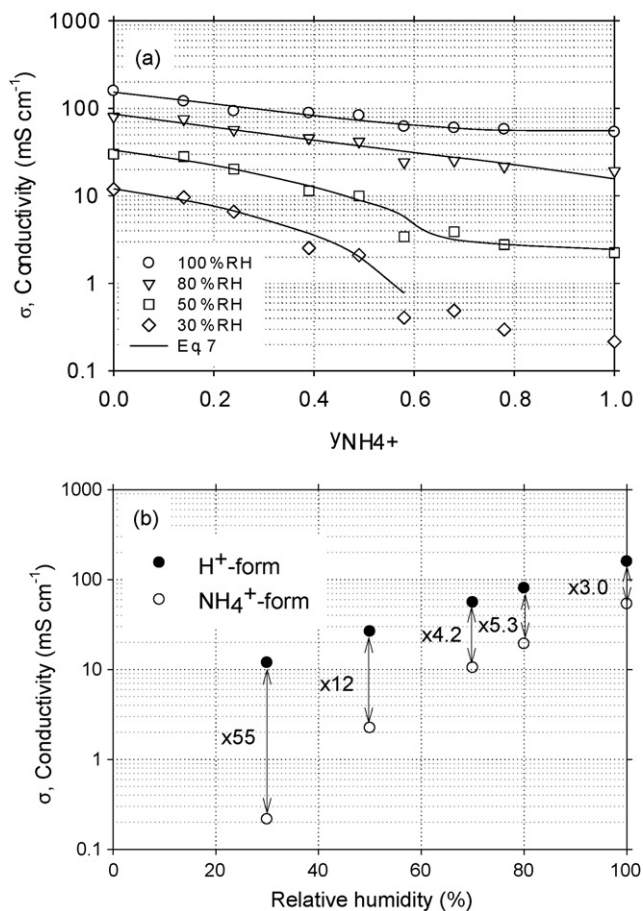 1000
(a)
100
10
1
0.1
σ, Conductivity (mS cm⁻¹)
100%RH
80%RH
50%RH
30%RH
Eq 7
0.0 0.2 0.4 0.6 0.8 1.0
yNH4+
1000
(b)
100
10
1
0.1
σ, Conductivity (mS cm⁻¹)
H⁺-form
NH₄⁺-form
x55
x12
x4.2
x5.3
x3.0
0 20 40 60 80 100
Relative humidity (%)